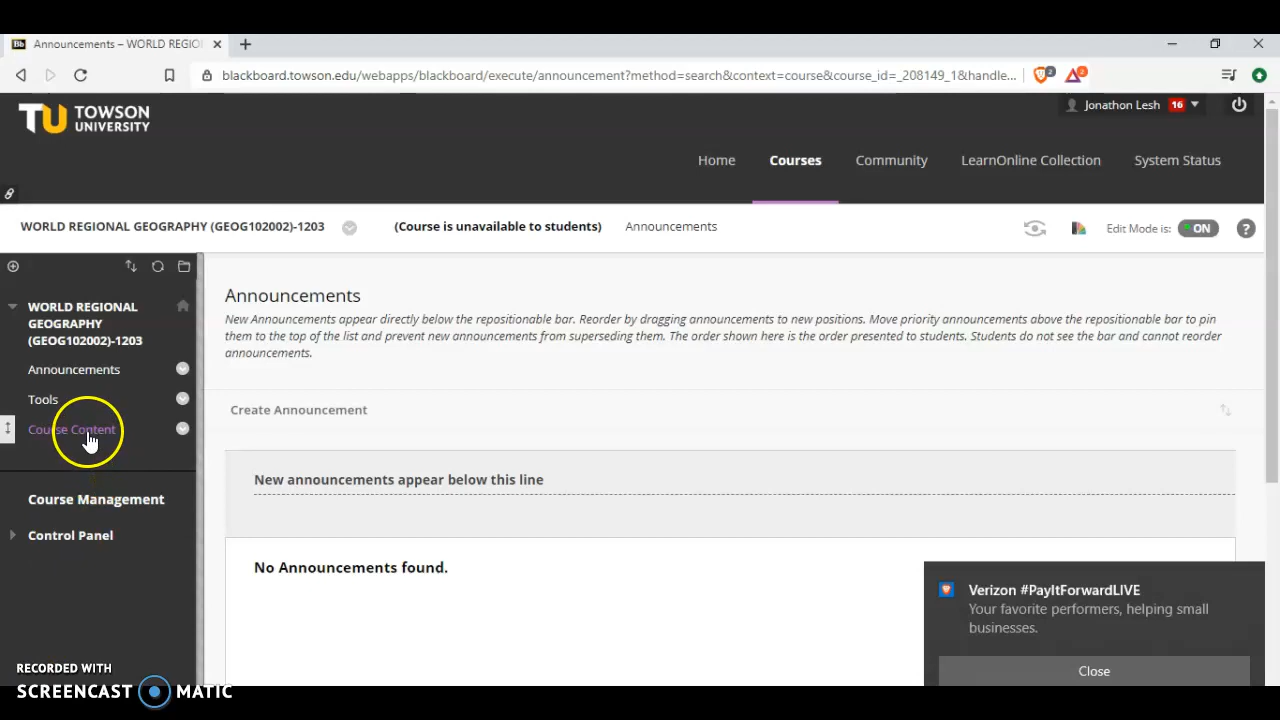 Bb Announcements – WORLD REGIO
blackboard.towson.edu/webapps/blackboard/execute/announcement?method=search&context=course&course_id=_208149_1&handle...
2
2
TU TOWSON UNIVERSITY
Jonathon Lesh 16
Home Courses Community LearnOnline Collection System Status
WORLD REGIONAL GEOGRAPHY (GEOG102002)-1203 (Course is unavailable to students) Announcements Edit Mode is: ON ?
WORLD REGIONAL
GEOGRAPHY
(GEOG102002)-1203
Announcements
Tools
Course Content
Course Management
Control Panel
Announcements
New Announcements appear directly below the repositionable bar. Reorder by dragging announcements to new positions. Move priority announcements above the repositionable bar to pin
them to the top of the list and prevent new announcements from superseding them. The order shown here is the order presented to students. Students do not see the bar and cannot reorder
announcements.
Create Announcement
New announcements appear below this line
No Announcements found.
Verizon #PayItForwardLIVE
Your favorite performers, helping small
businesses.
Close
RECORDED WITH
SCREENCAST MATIC